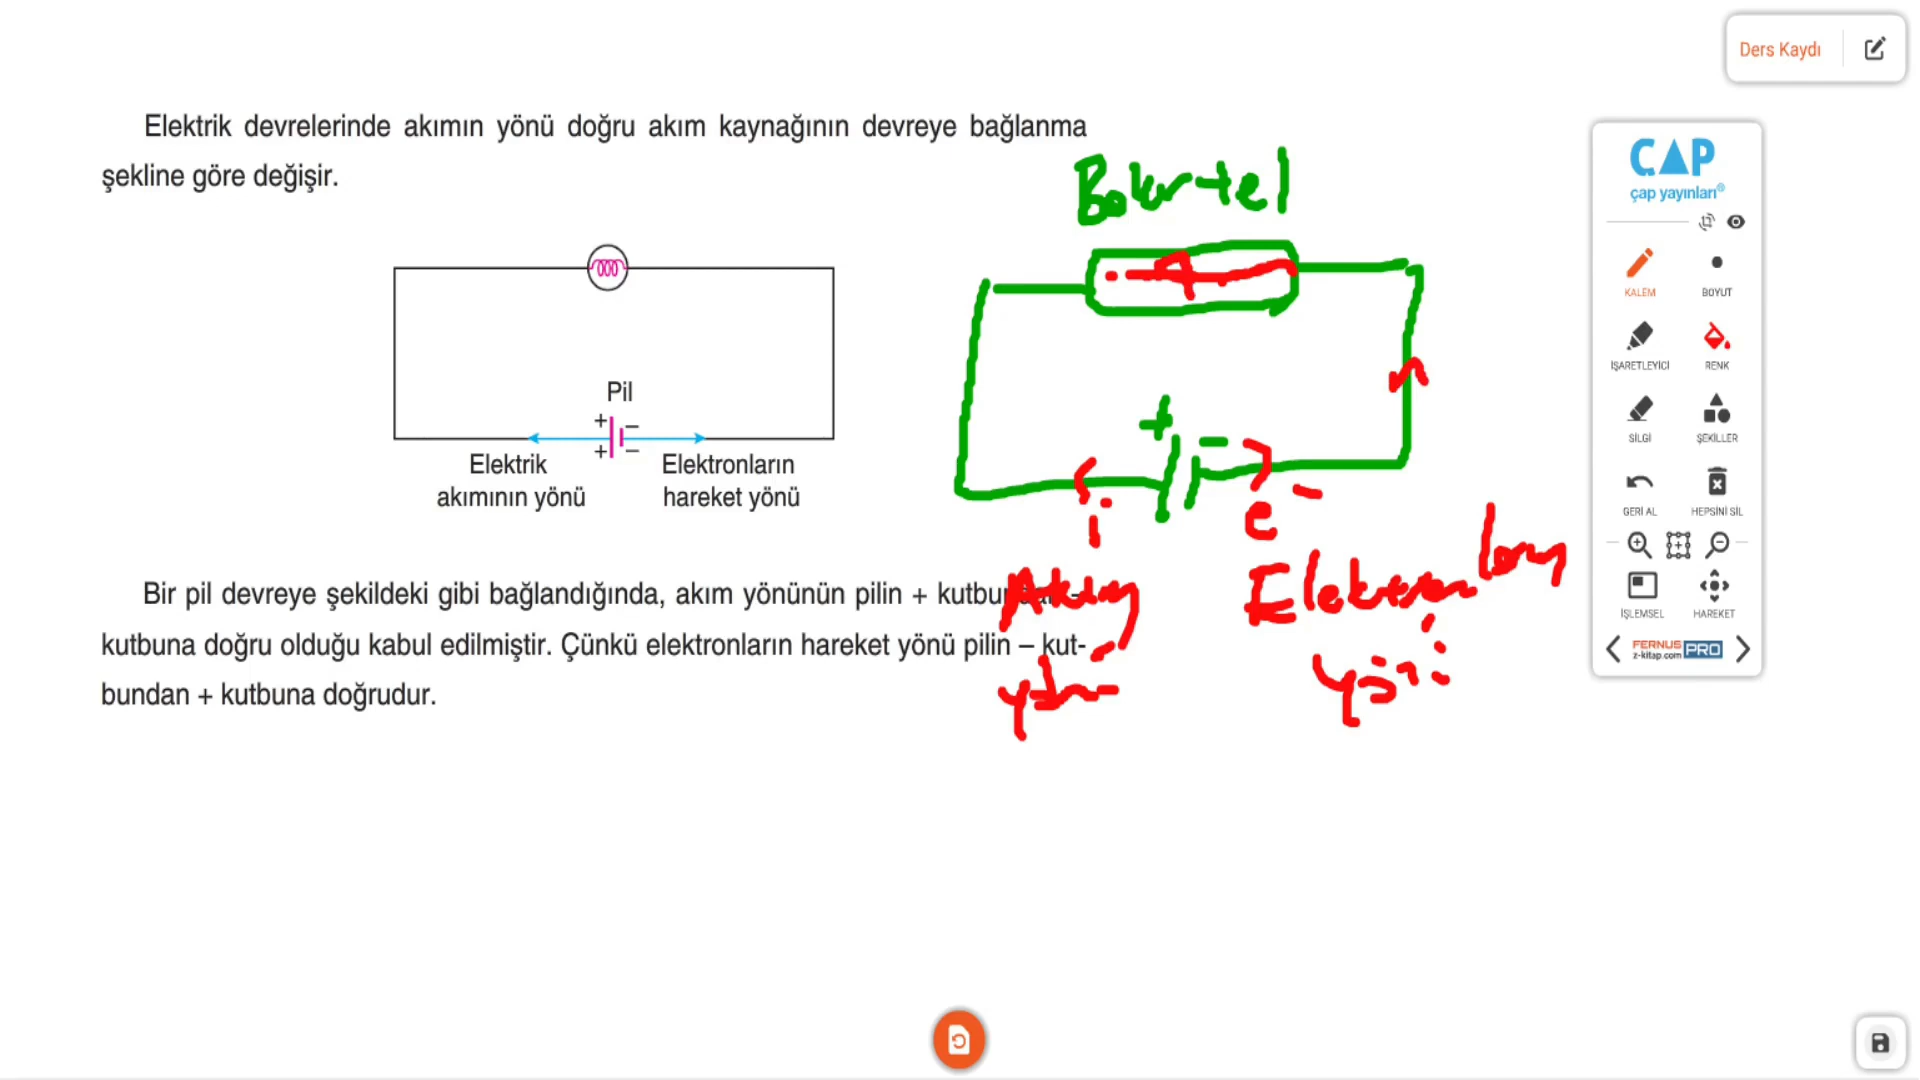 Ders Kaydı
Elektrik devrelerinde akımın yönü doğru akım kaynağının devreye bağlanma
şekline göre değişir.
Bakır tel
Pil
+ –
+ –
Elektrik
akımının yönü
Elektronların
hareket yönü
+ -
i
e-
Akım
yönü
Elektronların
yönü
Bir pil devreye şekildeki gibi bağlandığında, akım yönünün pilin + kutbundan –
kutbuna doğru olduğu kabul edilmiştir. Çünkü elektronların hareket yönü pilin – kut-
bundan + kutbuna doğrudur.
ÇAP
çap yayınları®
KALEM
BOYUT
İŞARETLEYİCİ
RENK
SİLGİ
ŞEKİLLER
GERİ AL
HEPSİNİ SİL
İŞLEMSEL
HAREKET
FERNUS
z-kitap.com PRO